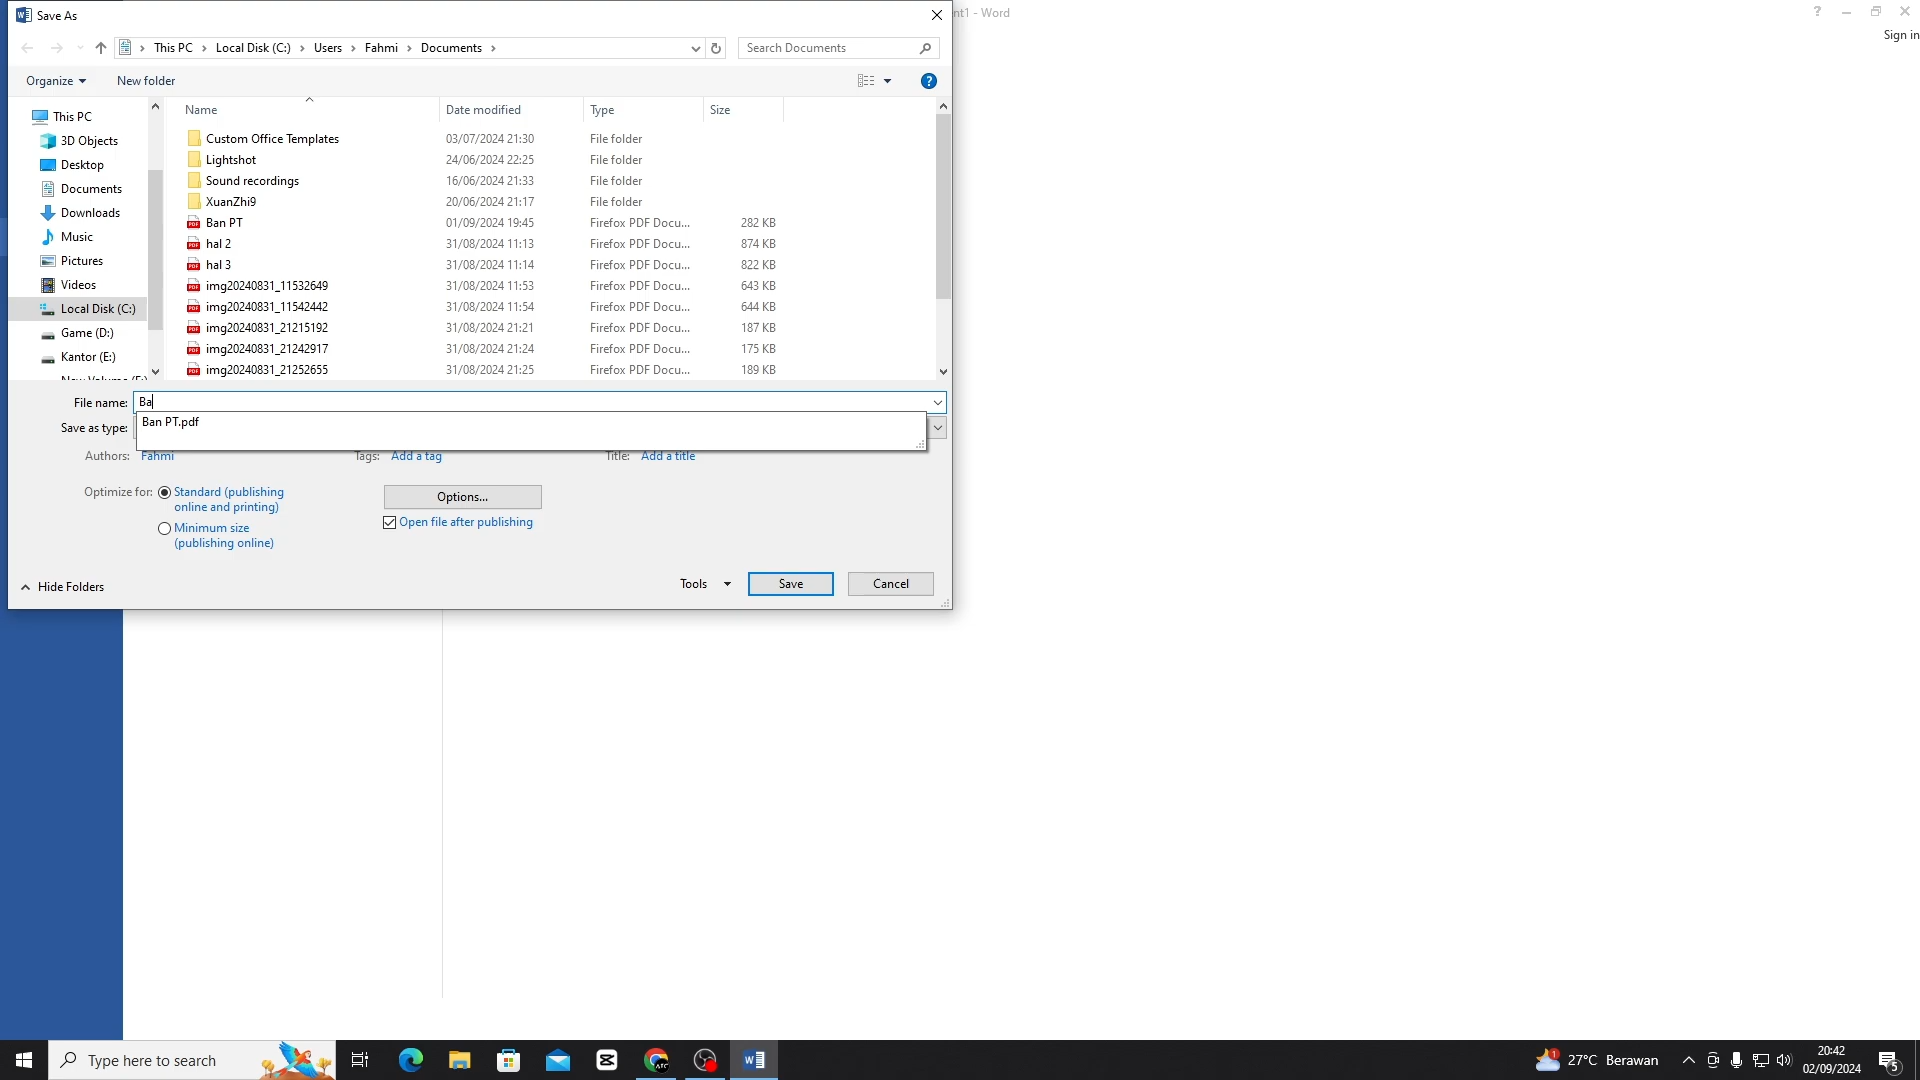 Save As
nt1 - Word
Sign in
This PC
Local Disk (C:)
Users
Fahmi
Documents
Search Documents
Organize
New folder
Name
Date modified
Type
Size
This PC
3D Objects
Desktop
Documents
Downloads
Music
Pictures
Videos
Local Disk (C:)
Game (D:)
Kantor (E:)
Custom Office Templates 03/07/2024 21:30 File folder
Lightshot 24/06/2024 22:25 File folder
Sound recordings 16/06/2024 21:33 File folder
XuanZhi9 20/06/2024 21:17 File folder
Ban PT 01/09/2024 19:45 Firefox PDF Docu... 282 KB
hal 2 31/08/2024 11:13 Firefox PDF Docu... 874 KB
hal 3 31/08/2024 11:14 Firefox PDF Docu... 822 KB
img20240831_11532649 31/08/2024 11:53 Firefox PDF Docu... 643 KB
img20240831_11542442 31/08/2024 11:54 Firefox PDF Docu... 644 KB
img20240831_21215192 31/08/2024 21:21 Firefox PDF Docu... 187 KB
img20240831_21242917 31/08/2024 21:24 Firefox PDF Docu... 175 KB
img20240831_21252655 31/08/2024 21:25 Firefox PDF Docu... 189 KB
File name: Ba
Ban PT.pdf
Save as type:
Authors: Fahmi
Tags: Add a tag
Title: Add a title
Optimize for:
Standard (publishing
online and printing)
Minimum size
(publishing online)
Options...
Open file after publishing
Hide Folders
Tools
Save
Cancel
Type here to search
27°C Berawan
20:42
02/09/2024
5